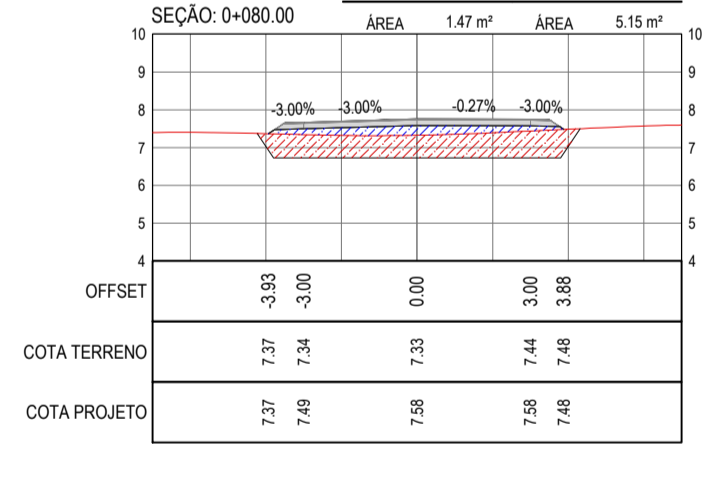 SEÇÃO: 0+080.00
ÁREA 1.47 m² ÁREA 5.15 m²
10 10
9 9
8 8
7 7
6 6
5 5
4 4
-3.00% -3.00% -0.27% -3.00%
OFFSET -3.93 -3.00 0.00 3.00 3.88
COTA TERRENO 7.37 7.34 7.33 7.44 7.48
COTA PROJETO 7.37 7.49 7.58 7.58 7.48